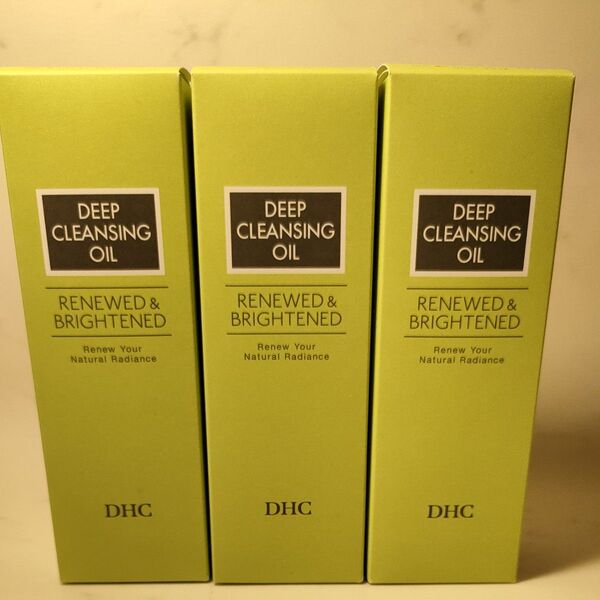 DEEP
CLEANSING
OIL
RENEWED &
BRIGHTENED
Renew Your
Natural Radiance
DHC
DEEP
CLEANSING
OIL
RENEWED &
BRIGHTENED
Renew Your
Natural Radiance
DHC
DEEP
CLEANSING
OIL
RENEWED &
BRIGHTENED
Renew Your
Natural Radiance
DHC